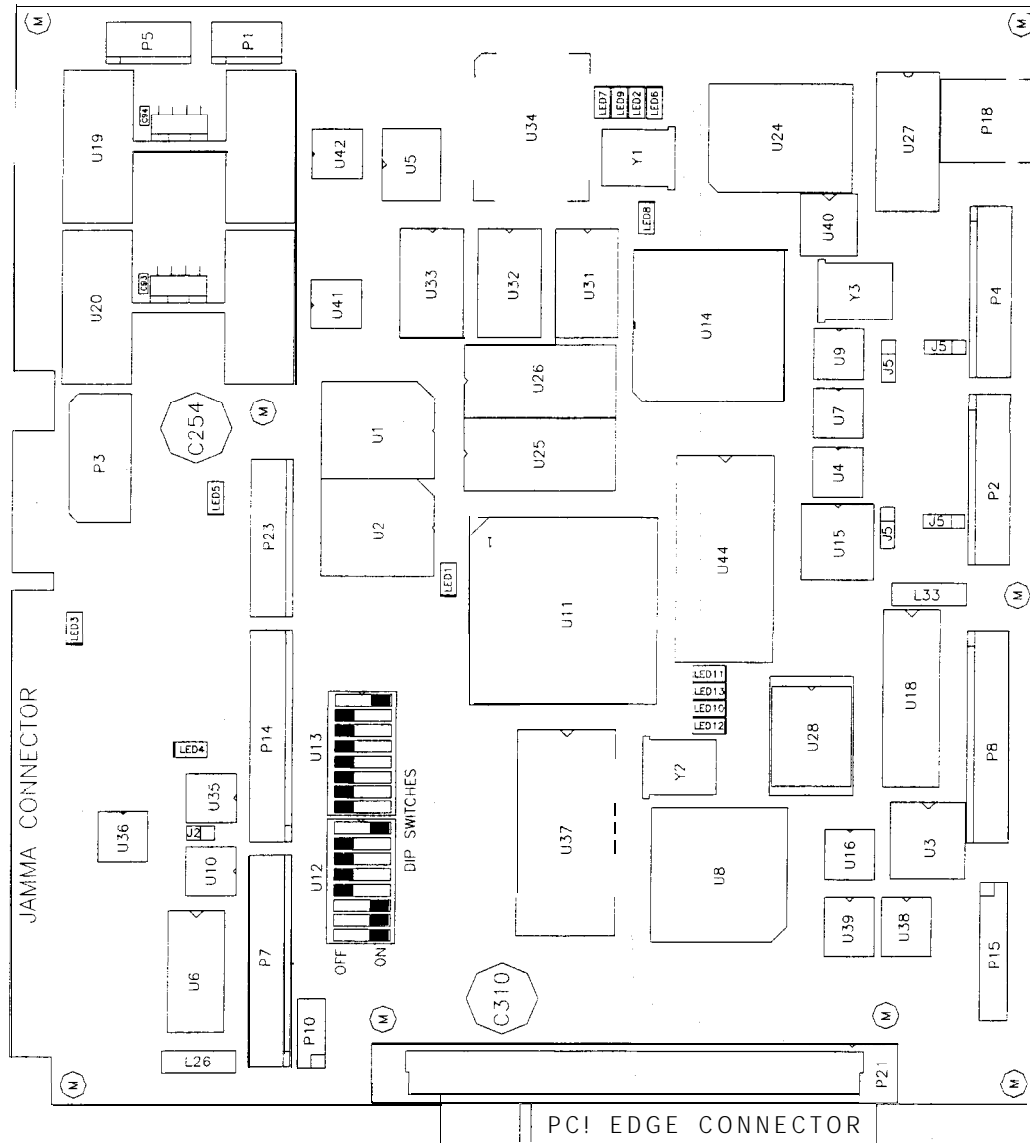 M
P5
P1
M
C94
U19
U42
U5
U34
LED7
LED9
LED2
LED6
Y1
U24
U27
P18
LED8
U40
C93
U20
U41
U33
U32
U31
U14
Y3
P4
U9
J5
J5
U26
P3
C254
M
U1
U7
U25
U4
P2
LED5
P23
U2
U15
J5
J5
LED1
I
U11
U44
L33
M
LED3
JAMMA CONNECTOR
P14
LED4
U13
LED11
LED13
LED10
LED12
U28
U18
P8
U35
Y2
DIP SWITCHES
U36
J2
U10
U12
U37
U8
U16
U3
U39
U38
U6
P7
OFF
ON
P15
C310
P10
M
M
L26
M
P21
M
PC! EDGE CONNECTOR